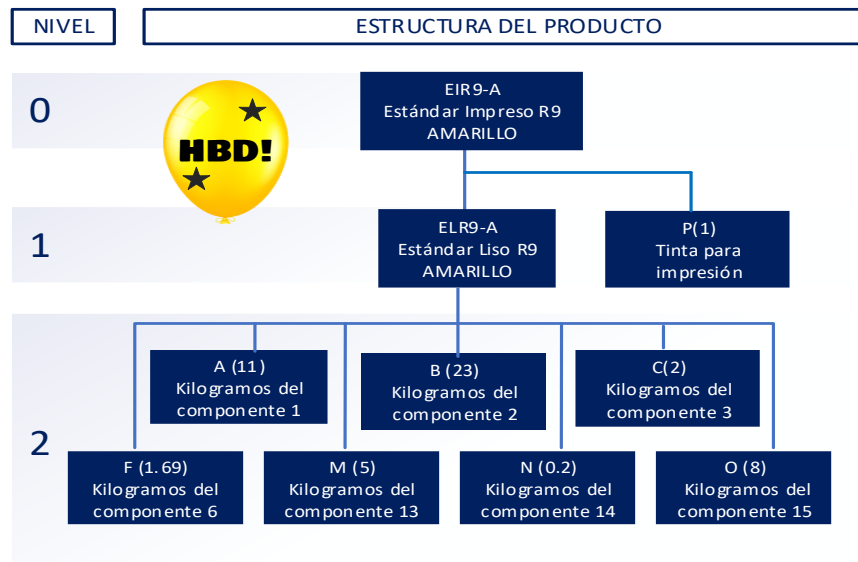 NIVEL
ESTRUCTURA DEL PRODUCTO
0
HBD!
EIR9-A
Estándar Impreso R9
AMARILLO
1
ELR9-A
Estándar Liso R9
AMARILLO
P(1)
Tinta para
impresión
2
A (11)
Kilogramos del
componente 1
B (23)
Kilogramos del
componente 2
C(2)
Kilogramos del
componente 3
F (1.69)
Kilogramos del
componente 6
M (5)
Kilogramos del
componente 13
N (0.2)
Kilogramos del
componente 14
O (8)
Kilogramos del
componente 15